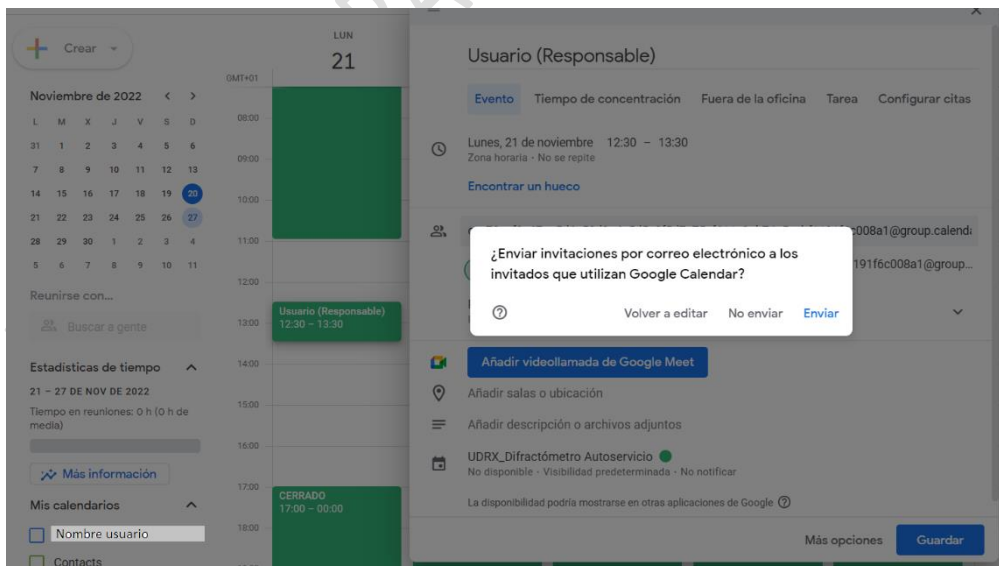 Crear
Noviembre de 2022
L M X J V S D
31 1 2 3 4 5 6
7 8 9 10 11 12 13
14 15 16 17 18 19 20
21 22 23 24 25 26 27
28 29 30 1 2 3 4
5 6 7 8 9 10 11
Reunirse con...
Buscar a gente
Estadísticas de tiempo
21 – 27 DE NOV DE 2022
Tiempo en reuniones: 0 h (0 h de
media)
Más información
Mis calendarios
Nombre usuario
Contacts
LUN
21
GMT+01
08:00
09:00
10:00
11:00
12:00
13:00
14:00
15:00
16:00
17:00
18:00
Usuario (Responsable)
12:30 – 13:30
CERRADO
17:00 – 00:00
Usuario (Responsable)
Evento Tiempo de concentración Fuera de la oficina Tarea Configurar citas
Lunes, 21 de noviembre 12:30 – 13:30
Zona horaria · No se repite
Encontrar un hueco
c008a1@group.calenda
191f6c008a1@group...
¿Enviar invitaciones por correo electrónico a los
invitados que utilizan Google Calendar?
Volver a editar No enviar Enviar
Añadir videollamada de Google Meet
Añadir salas o ubicación
Añadir descripción o archivos adjuntos
UDRX_Difractómetro Autoservicio
No disponible · Visibilidad predeterminada · No notificar
La disponibilidad podría mostrarse en otras aplicaciones de Google
Más opciones Guardar